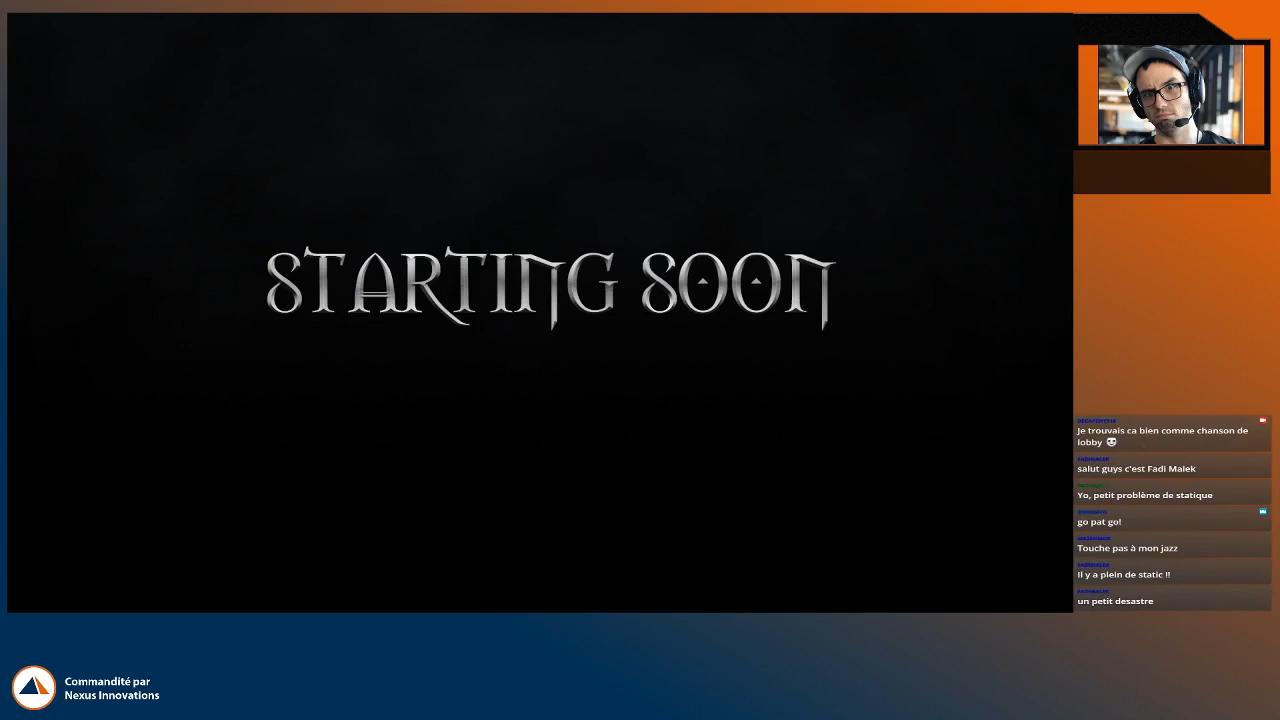 STARTING SOON
Je trouvais ca bien comme chanson de
lobby
salut guys c'est Fadi Malek
Yo, petit problème de statique
go pat go!
Touche pas à mon jazz
Il y a plein de static !!
un petit desastre
Commandité par
Nexus Innovations